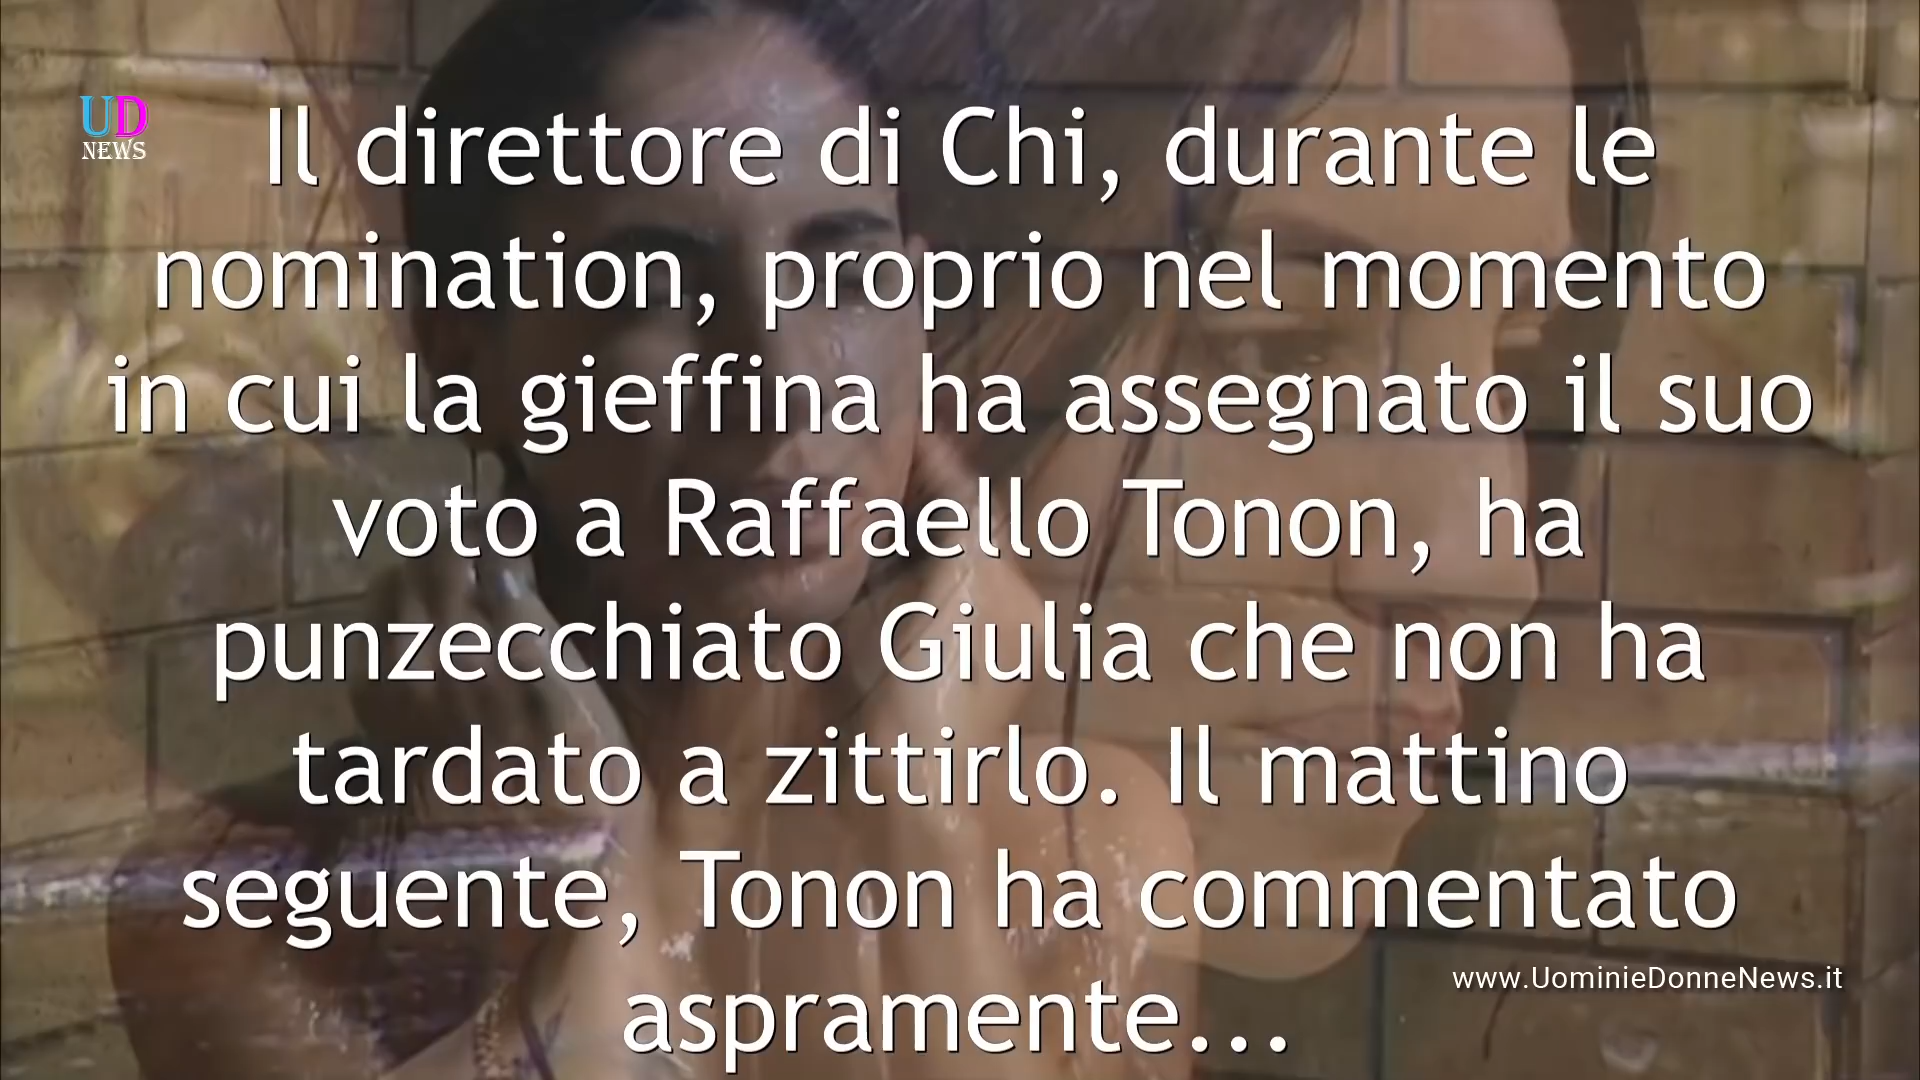 UD
NEWS
Il direttore di Chi, durante le
nomination, proprio nel momento
in cui la gieffina ha assegnato il suo
voto a Raffaello Tonon, ha
punzecchiato Giulia che non ha
tardato a zittirlo. Il mattino
seguente, Tonon ha commentato
aspramente...
www.UominieDonneNews.it